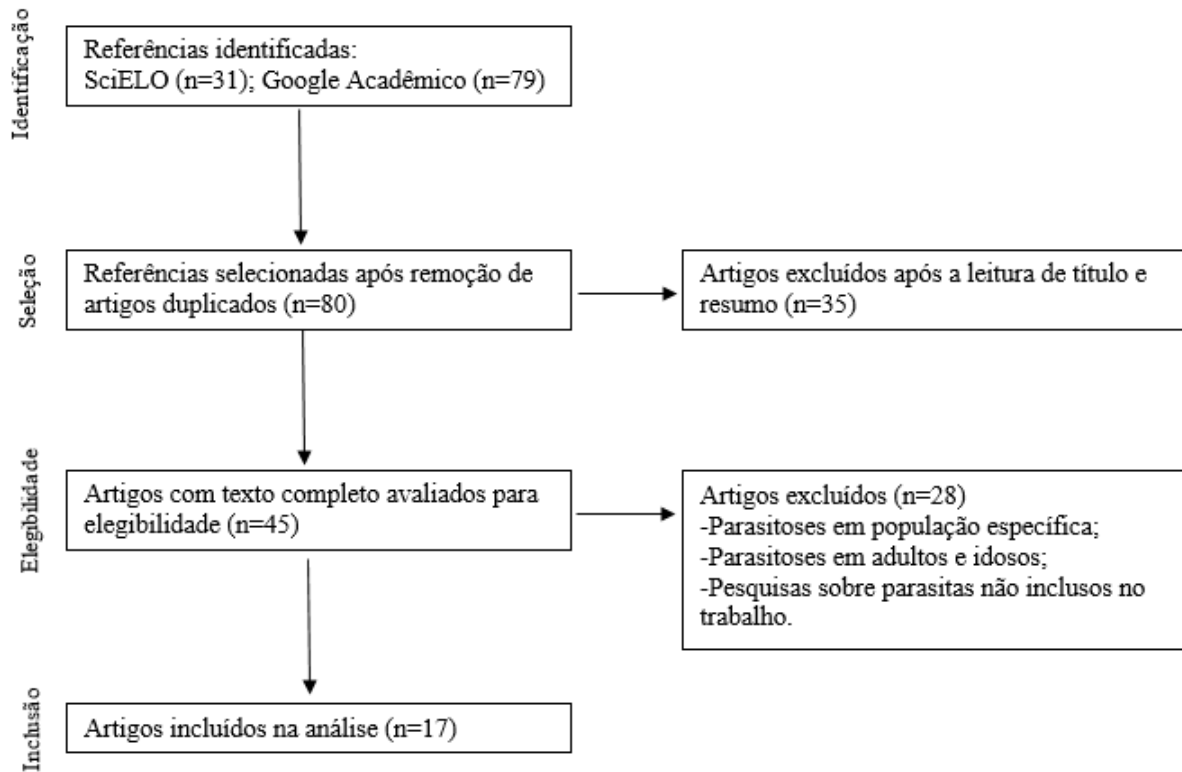 Identificação
Referências identificadas:
SciELO (n=31); Google Acadêmico (n=79)
Seleção
Referências selecionadas após remoção de
artigos duplicados (n=80)
Artigos excluídos após a leitura de título e
resumo (n=35)
Elegibilidade
Artigos com texto completo avaliados para
elegibilidade (n=45)
Artigos excluídos (n=28)
-Parasitoses em população específica;
-Parasitoses em adultos e idosos;
-Pesquisas sobre parasitas não inclusos no
trabalho.
Inclusão
Artigos incluídos na análise (n=17)